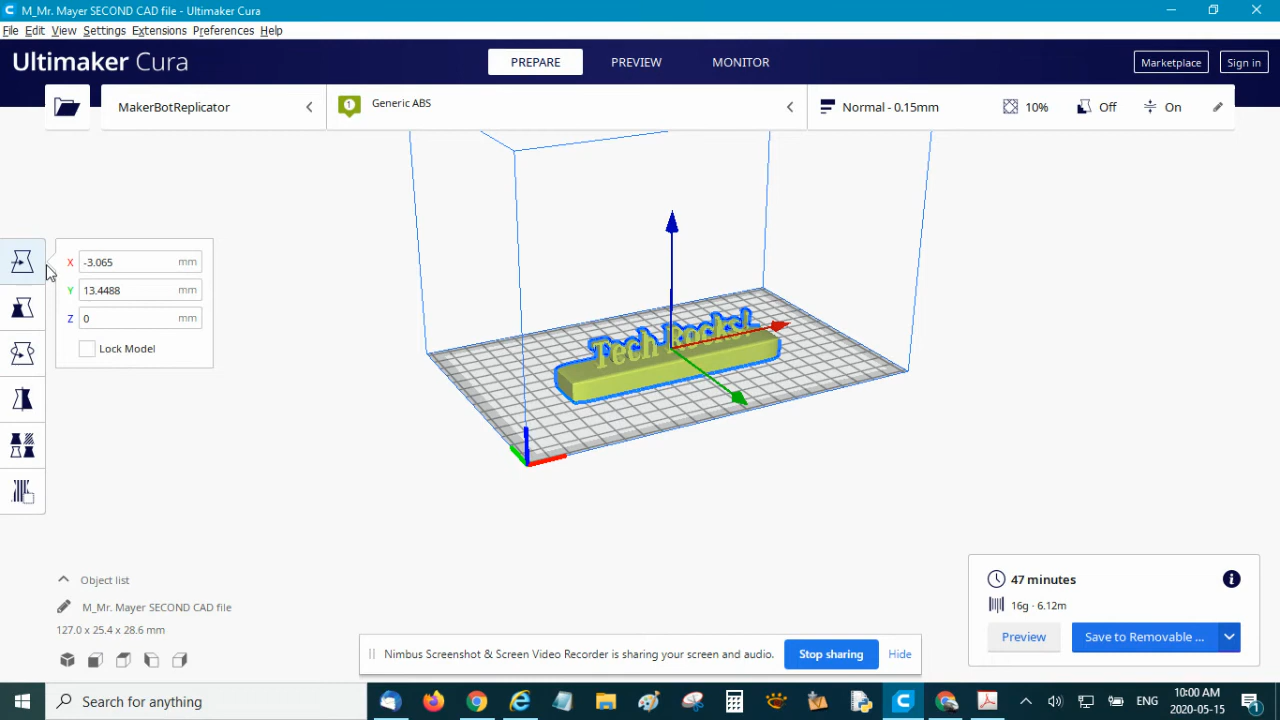 M_Mr. Mayer SECOND CAD file - Ultimaker Cura
File Edit View Settings Extensions Preferences Help
Ultimaker Cura
PREPARE
PREVIEW
MONITOR
Marketplace
Sign in
MakerBotReplicator
1
Generic ABS
Normal - 0.15mm
10%
Off
On
X -3.065 mm
Y 13.4488 mm
Z 0 mm
Lock Model
Tech Rocks!
Object list
M_Mr. Mayer SECOND CAD file
127.0 x 25.4 x 28.6 mm
47 minutes
16g · 6.12m
Preview
Save to Removable ...
Nimbus Screenshot & Screen Video Recorder is sharing your screen and audio.
Stop sharing
Hide
Search for anything
ENG
10:00 AM
2020-05-15
1